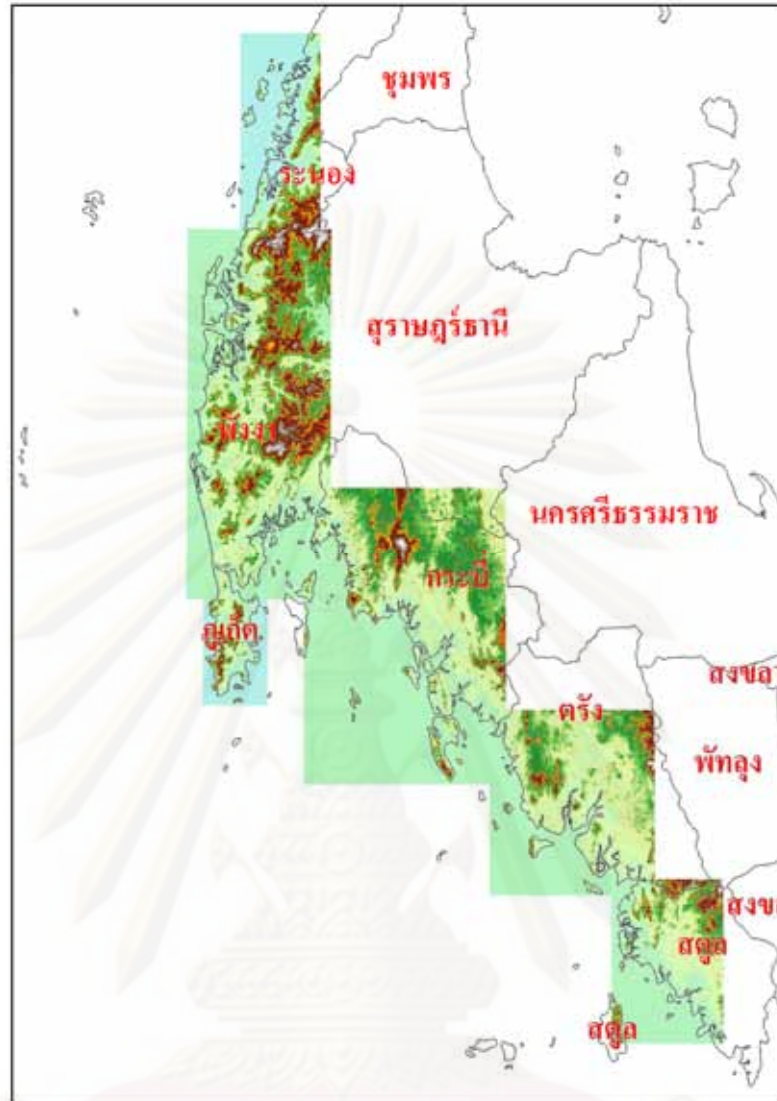 ชุมพร
ระนอง
สุราษฎร์ธานี
พังงา
นครศรีธรรมราช
กระบี่
ภูเก็ต
สงขลา
ตรัง
พัทลุง
สงขล
สตูล
สตูล